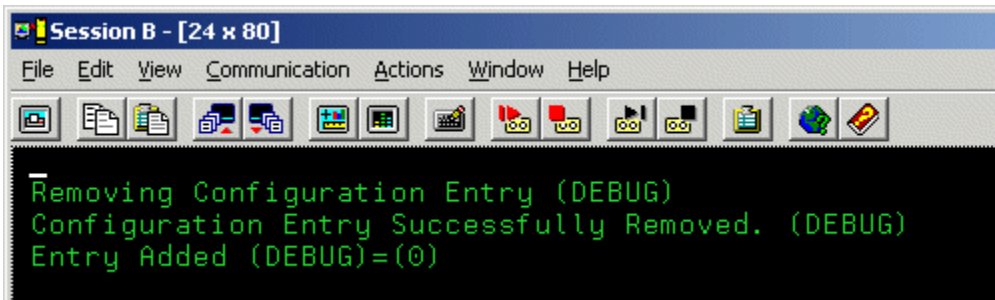 Session B - [24 x 80]
File Edit View Communication Actions Window Help
Removing Configuration Entry (DEBUG)
Configuration Entry Successfully Removed. (DEBUG)
Entry Added (DEBUG)=(0)